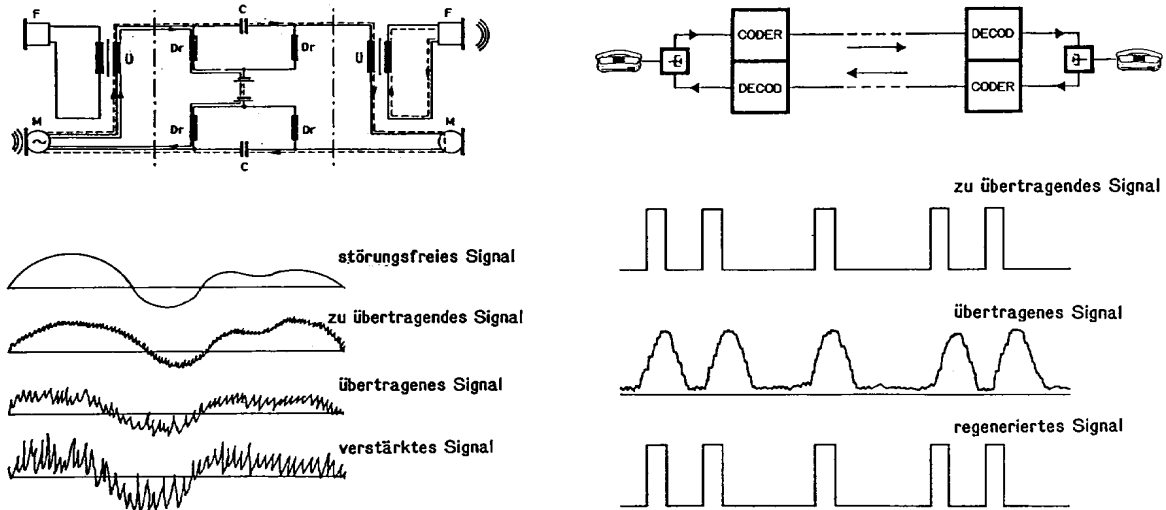 F
C
F
Dr
Dr
Ü
Ü
M
Dr
Dr
M
C
störungsfreies Signal
zu übertragendes Signal
übertragenes Signal
verstärktes Signal
CODER
DECOD
DECOD
CODER
zu übertragendes Signal
übertragenes Signal
regeneriertes Signal